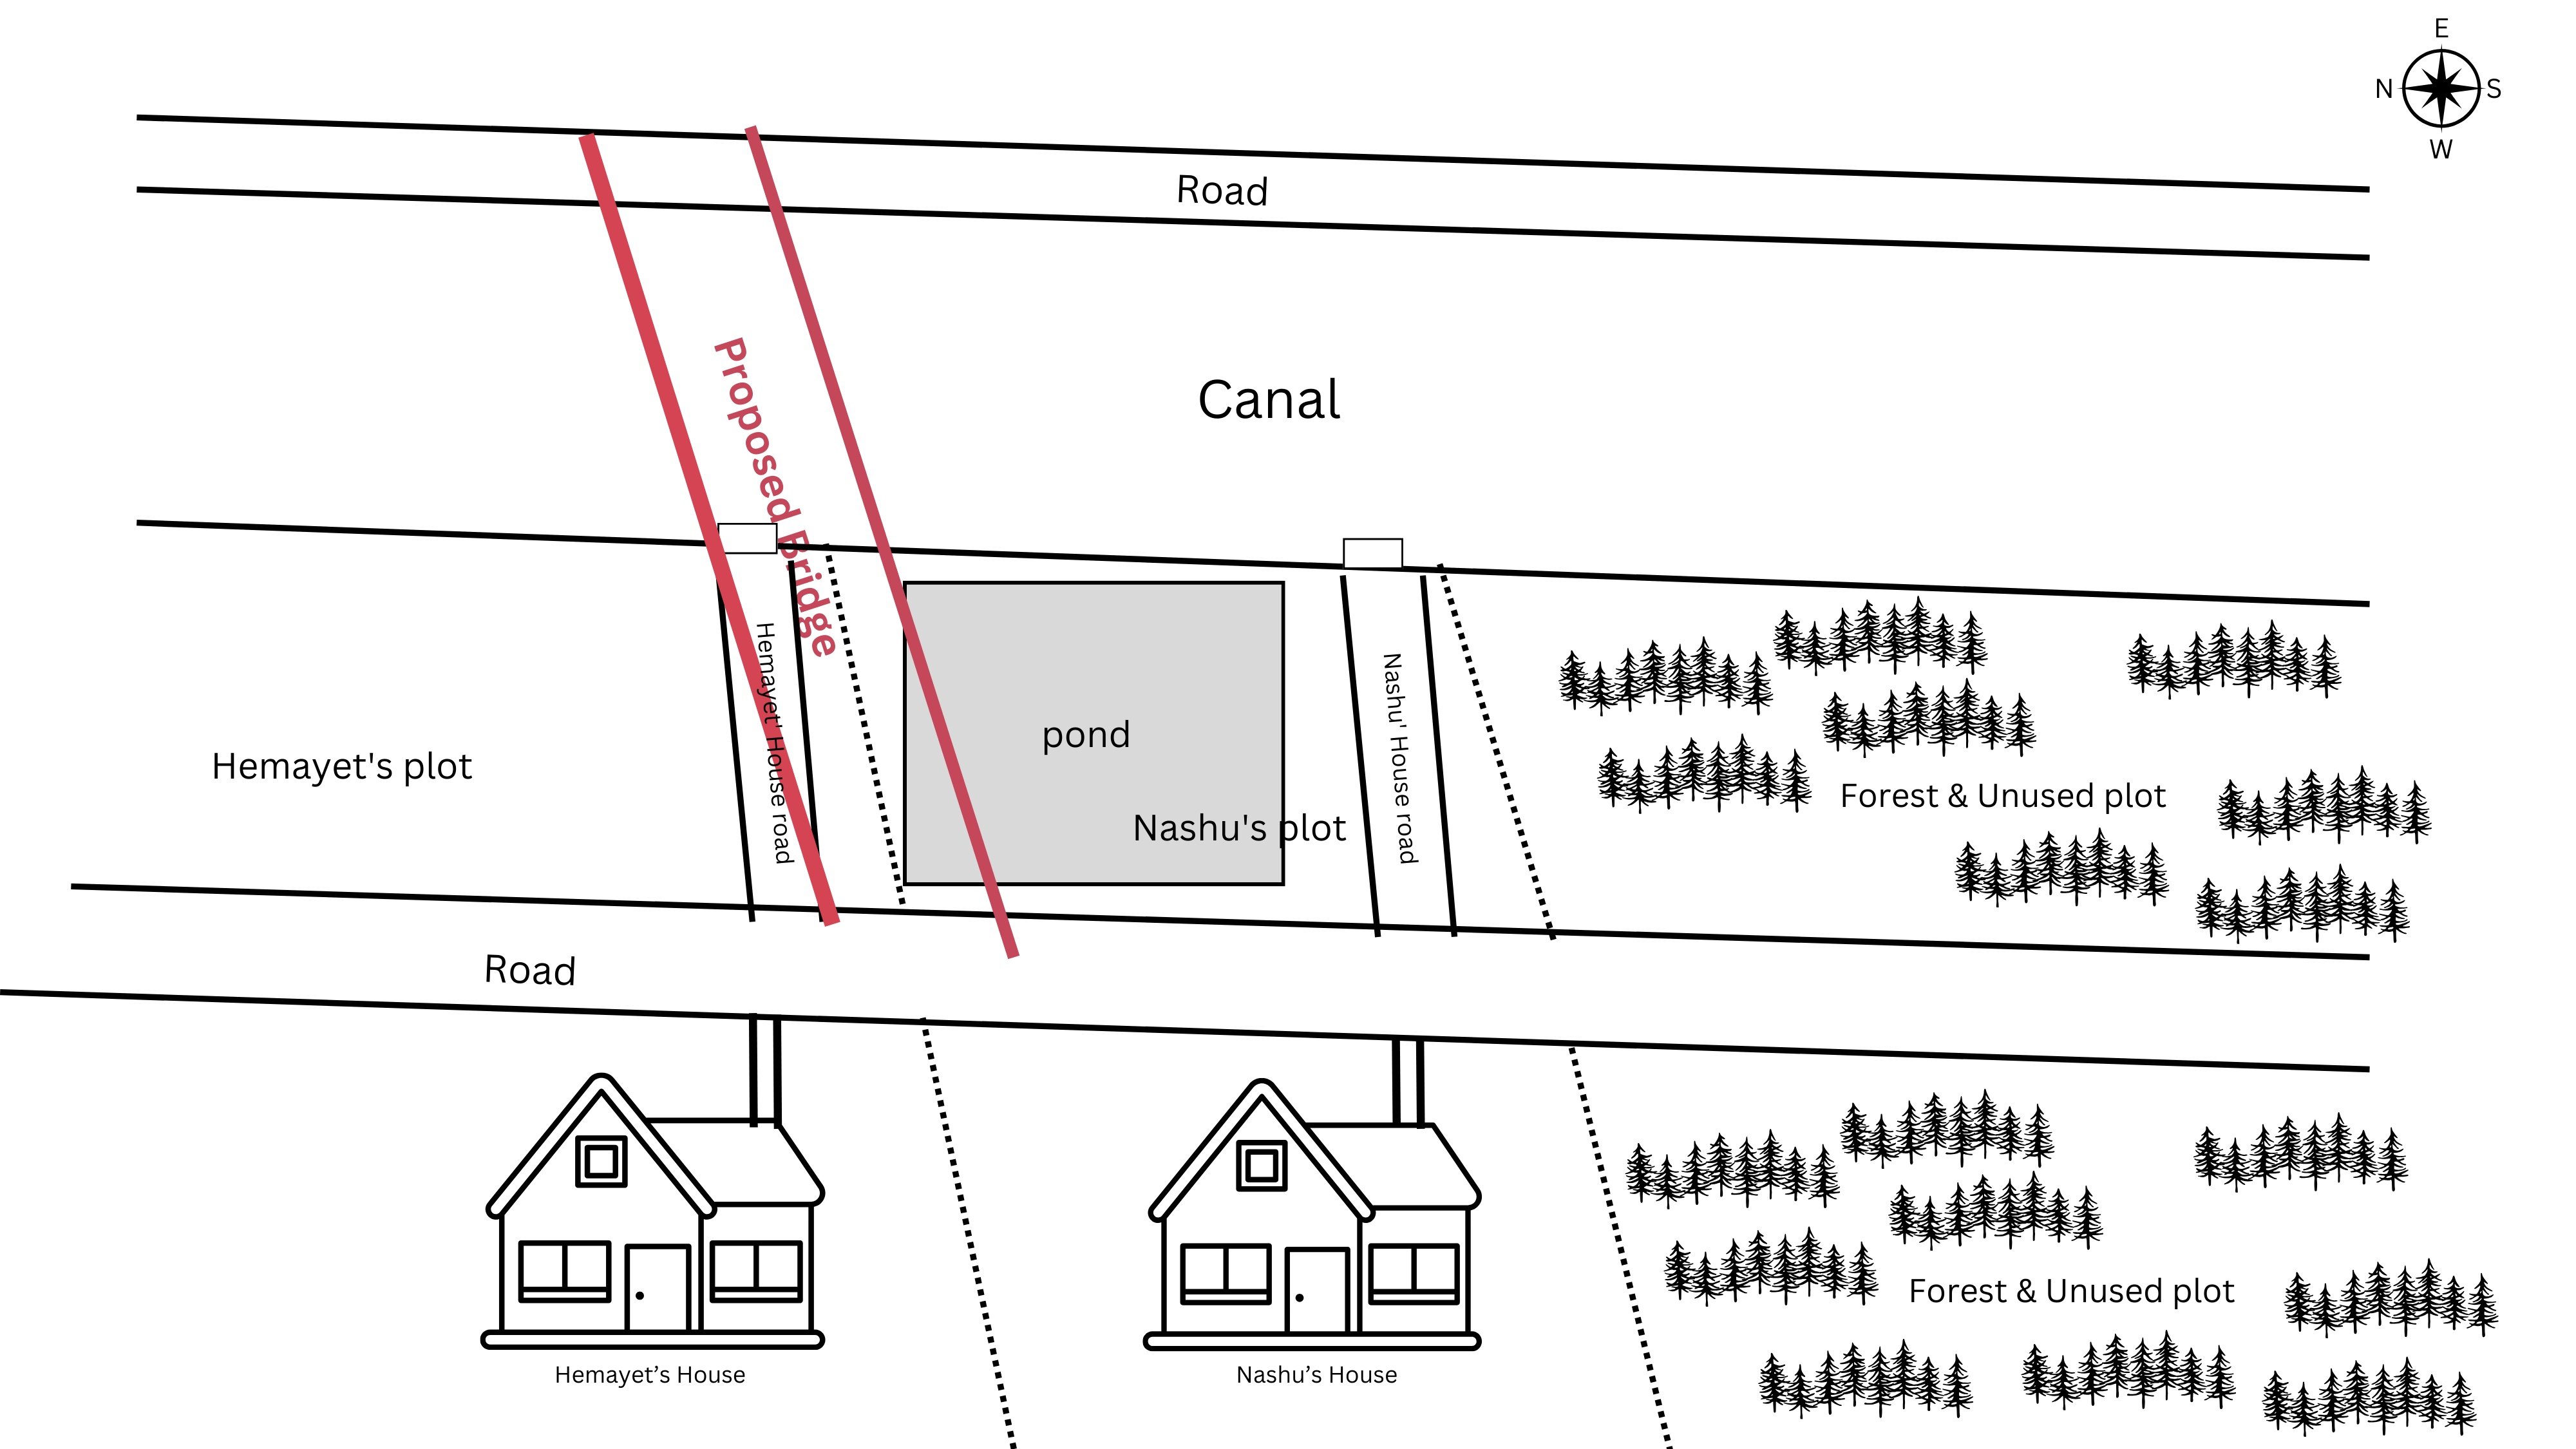 E
N
S
W
Road
Canal
Proposed Bridge
Hemayet' House road
Nashu' House road
pond
Hemayet's plot
Nashu's plot
Forest & Unused plot
Road
Forest & Unused plot
Hemayet’s House
Nashu’s House